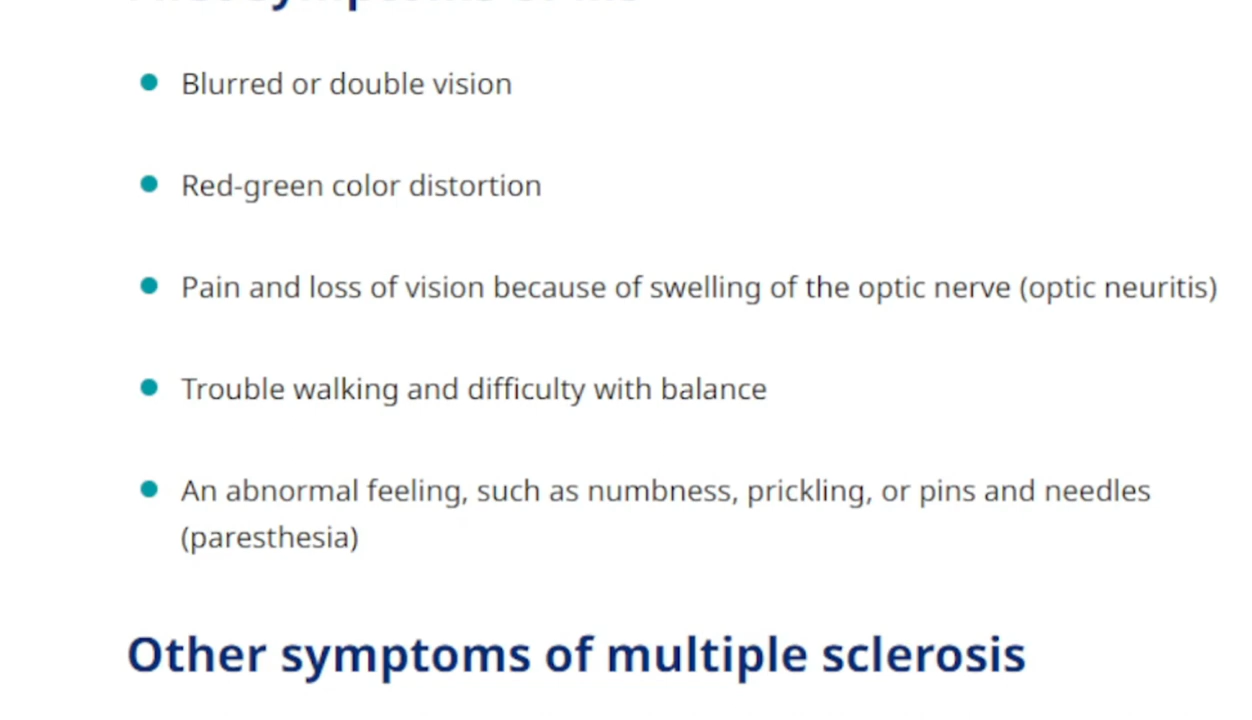 Blurred or double vision
Red-green color distortion
Pain and loss of vision because of swelling of the optic nerve (optic neuritis)
Trouble walking and difficulty with balance
An abnormal feeling, such as numbness, prickling, or pins and needles
(paresthesia)
Other symptoms of multiple sclerosis